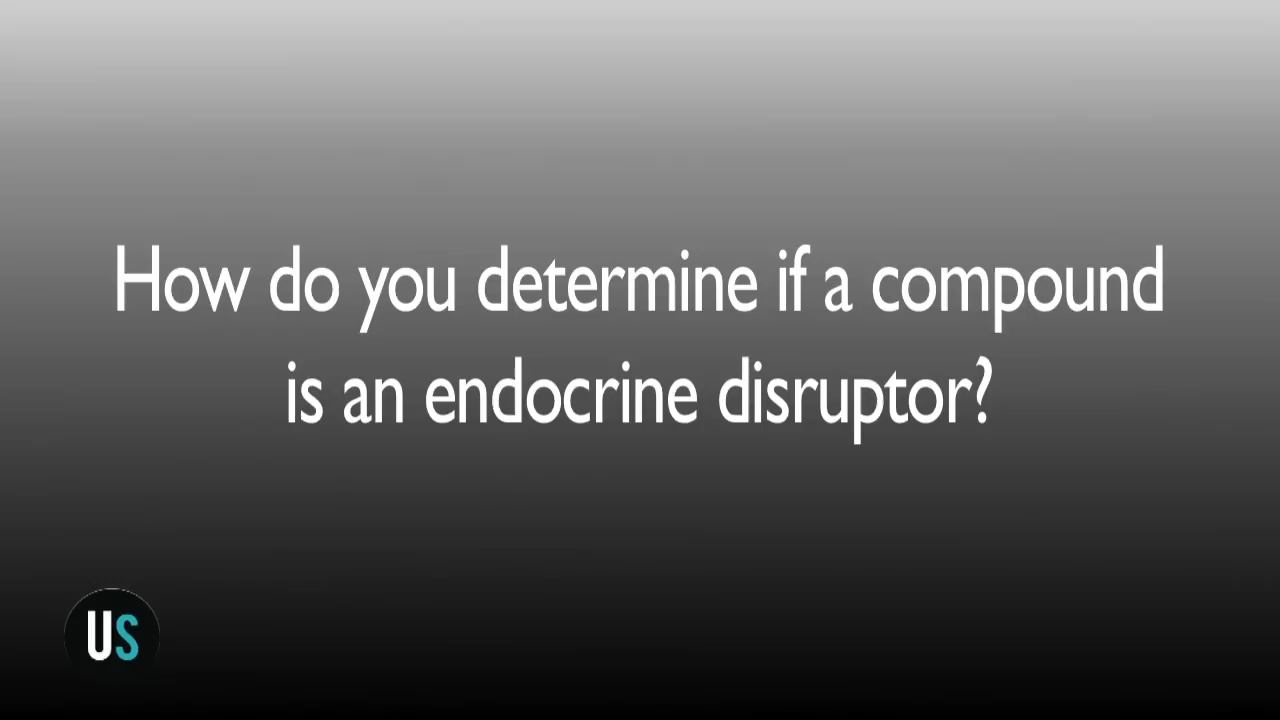 How do you determine if a compound
is an endocrine disruptor?
US